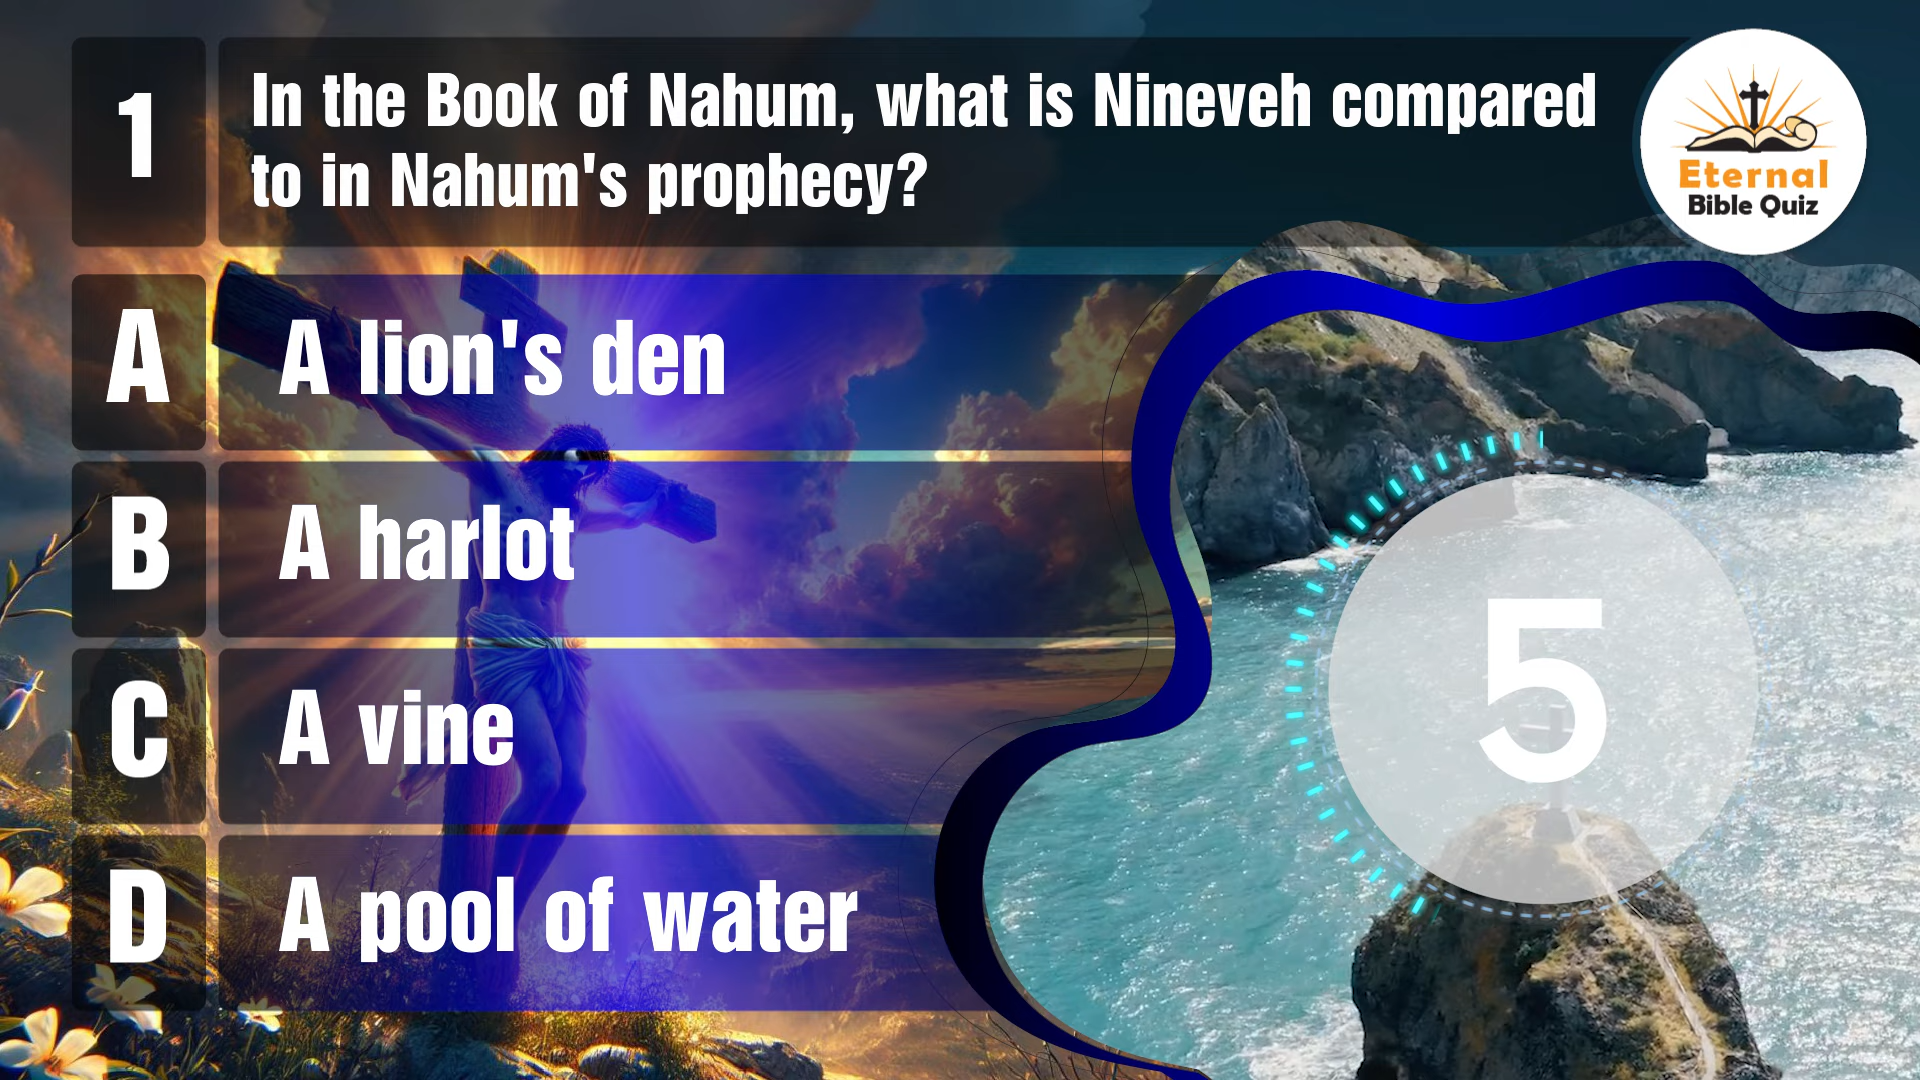 1
In the Book of Nahum, what is Nineveh compared
to in Nahum's prophecy?
Eternal
Bible Quiz
A
A lion's den
B
A harlot
C
A vine
D
A pool of water
5